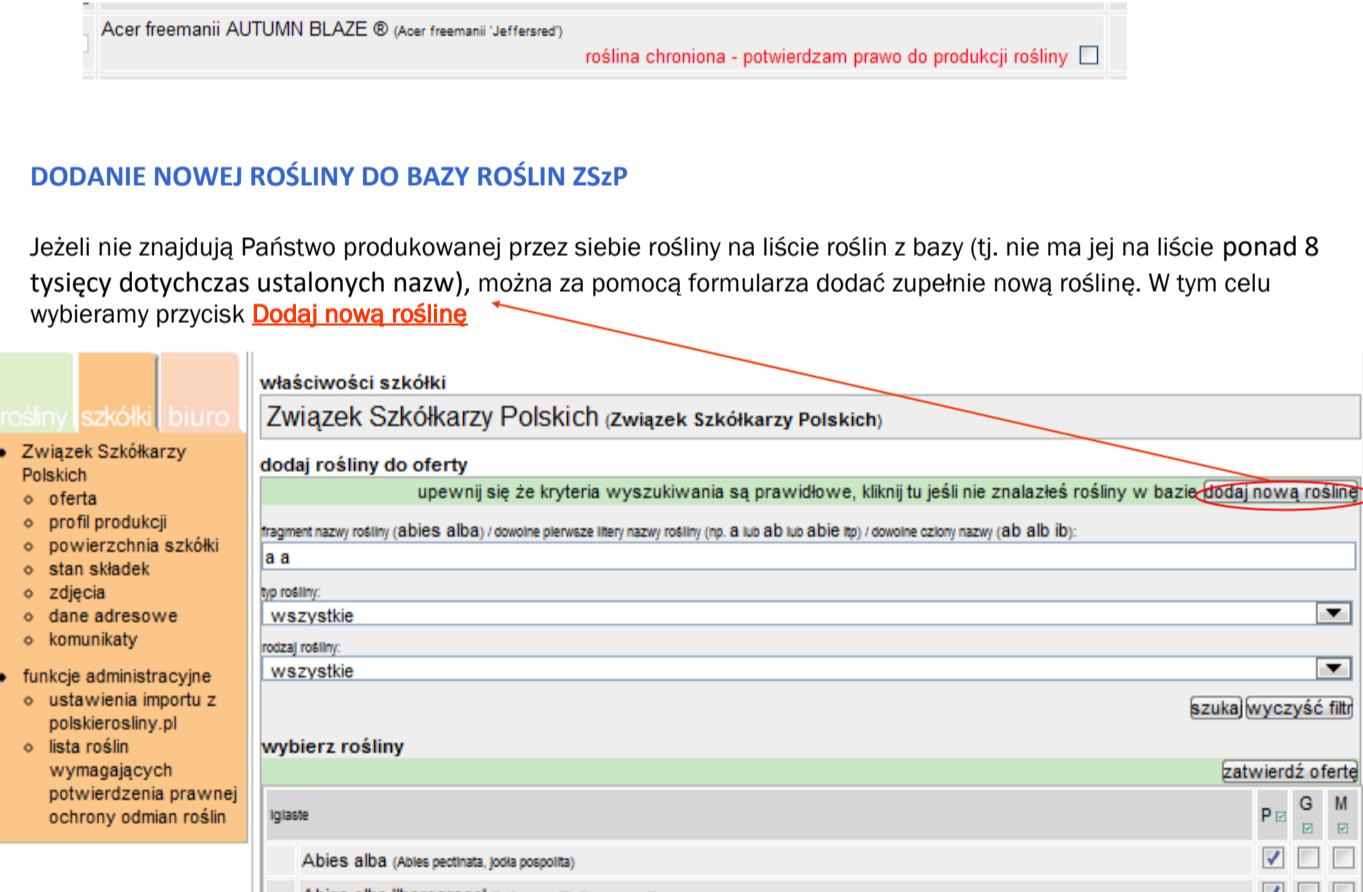 Acer freemanii AUTUMN BLAZE ® (Acer freemanii 'Jeffersred')
roślina chroniona - potwierdzam prawo do produkcji rośliny
DODANIE NOWEJ ROŚLINY DO BAZY ROŚLIN ZSzP
Jeżeli nie znajdują Państwo produkowanej przez siebie rośliny na liście roślin z bazy (tj. nie ma jej na liście ponad 8
tysięcy dotychczas ustalonych nazw), można za pomocą formularza dodać zupełnie nową roślinę. W tym celu
wybieramy przycisk Dodaj nową roślinę
rośliny szkółki biuro
Związek Szkółkarzy
Polskich
oferta
profil produkcji
powierzchnia szkółki
stan składek
zdjęcia
dane adresowe
komunikaty
funkcje administracyjne
ustawienia importu z
polskierosliny.pl
lista roślin
wymagających
potwierdzenia prawnej
ochrony odmian roślin
właściwości szkółki
Związek Szkółkarzy Polskich (Związek Szkółkarzy Polskich)
dodaj rośliny do oferty
upewnij się że kryteria wyszukiwania są prawidłowe, kliknij tu jeśli nie znalazłeś rośliny w bazie dodaj nową roślinę
fragment nazwy rośliny (abies alba) / dowolne pierwsze litery nazwy rośliny (np. a lub ab lub abie itp) / dowolne człony nazwy (ab alb ib):
a a
typ rośliny:
wszystkie
rodzaj rośliny:
wszystkie
szukaj wyczyść filtr
wybierz rośliny
zatwierdź ofertę
iglaste P G M
Abies alba (Abies pectinata, jodła pospolita)